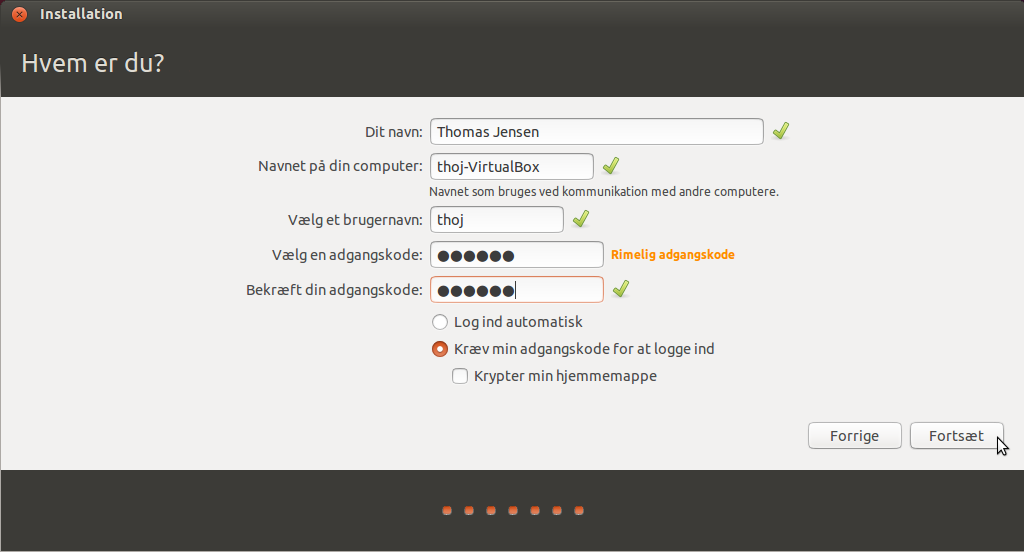 Installation
Hvem er du?
Dit navn: Thomas Jensen
Navnet på din computer: thoj-VirtualBox
Navnet som bruges ved kommunikation med andre computere.
Vælg et brugernavn: thoj
Vælg en adgangskode: ●●●●●● Rimelig adgangskode
Bekræft din adgangskode: ●●●●●●
Log ind automatisk
Kræv min adgangskode for at logge ind
Krypter min hjemmemappe
Forrige Fortsæt